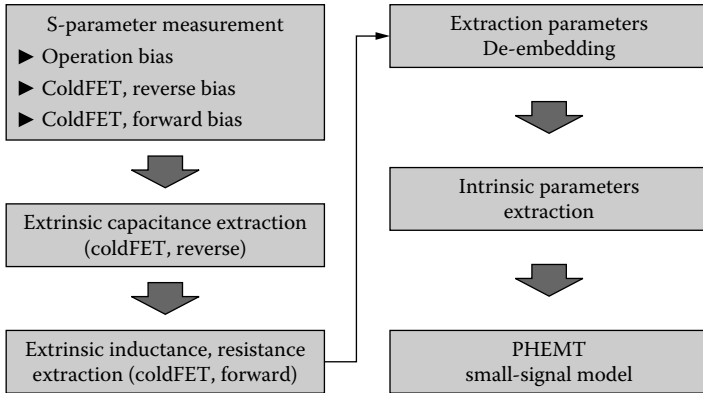 S-parameter measurement
► Operation bias
► ColdFET, reverse bias
► ColdFET, forward bias
Extrinsic capacitance extraction
(coldFET, reverse)
Extrinsic inductance, resistance
extraction (coldFET, forward)
Extraction parameters
De-embedding
Intrinsic parameters
extraction
PHEMT
small-signal model